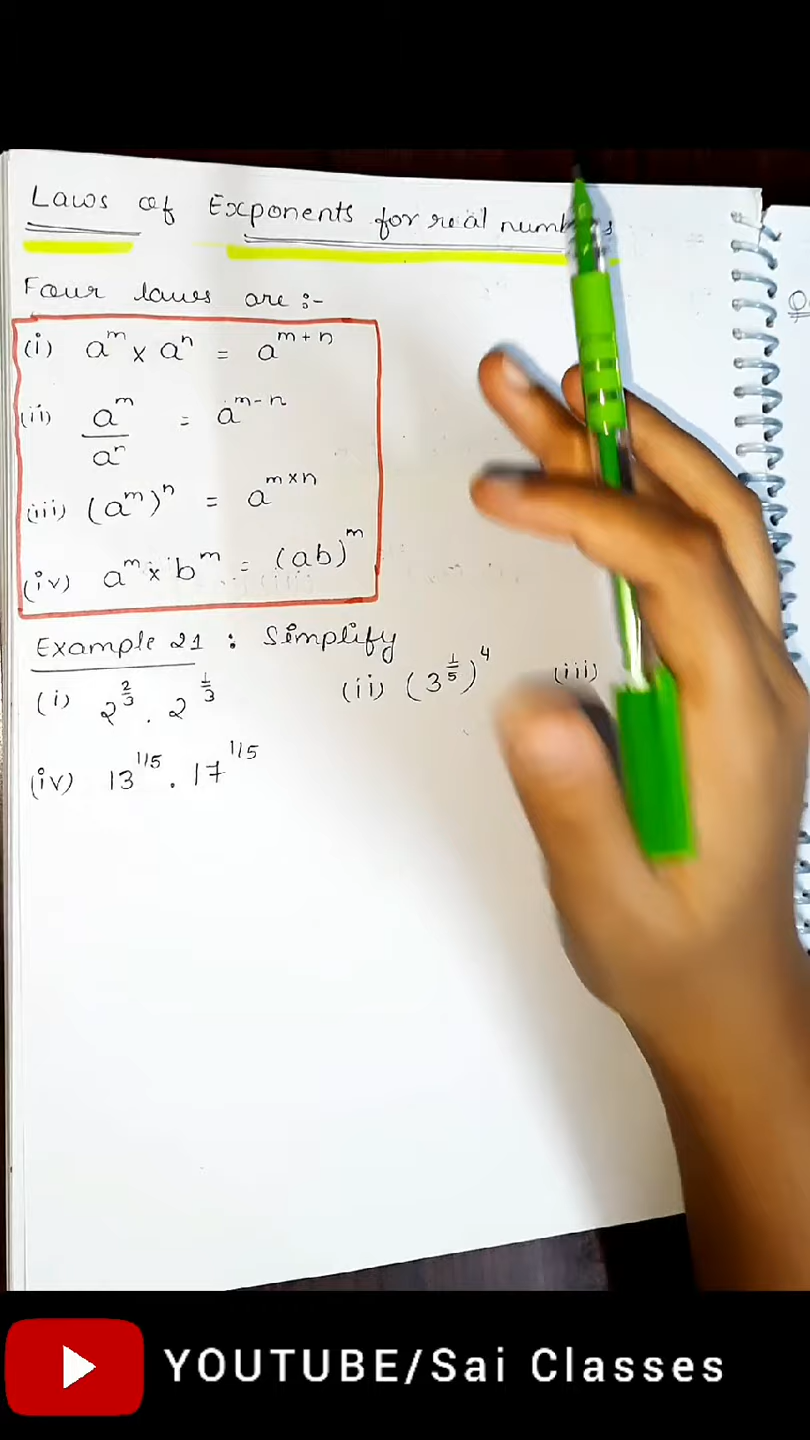 Laws of Exponents for real numbers
Four laws are :-
(i) a^m × a^n = a^(m+n)
(ii) a^m / a^n = a^(m-n)
(iii) (a^m)^n = a^(m×n)
(iv) a^m × b^m = (ab)^m
Example 21 : Simplify
(i) 2^(2/3) . 2^(1/3) (ii) (3^(1/5))^4 (iii)
(iv) 13^(1/5) . 17^(1/5)
YOUTUBE/Sai Classes